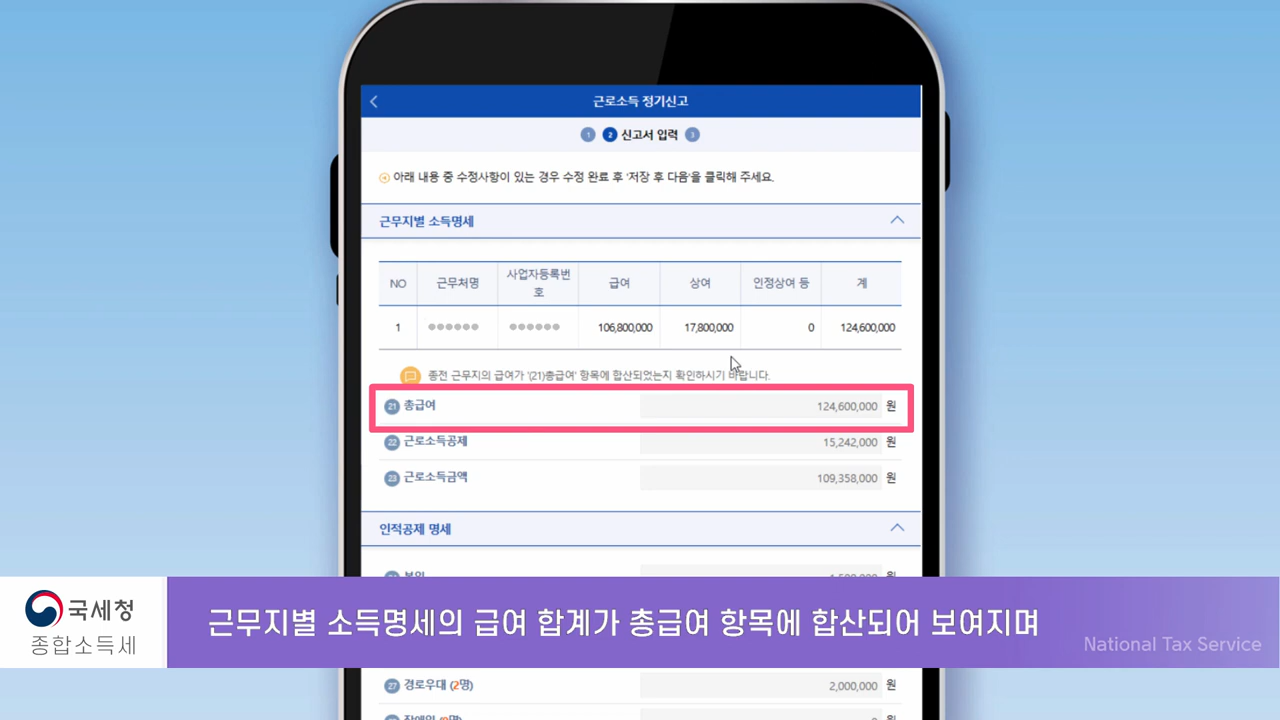 근로소득 정기신고
1 2 신고서 입력 3
아래 내용 중 수정사항이 있는 경우 수정 완료 후 '저장 후 다음'을 클릭해 주세요.
근무지별 소득명세
NO 근무처명 사업자등록번호 급여 상여 인정상여 등 계
1 106,800,000 17,800,000 0 124,600,000
종전 근무지의 급여가 '(21)총급여' 항목에 합산되었는지 확인하시기 바랍니다.
21 총급여 124,600,000 원
22 근로소득공제 15,242,000 원
23 근로소득금액 109,358,000 원
인적공제 명세
국세청
종합소득세
근무지별 소득명세의 급여 합계가 총급여 항목에 합산되어 보여지며
National Tax Service
27 경로우대 (2명) 2,000,000 원